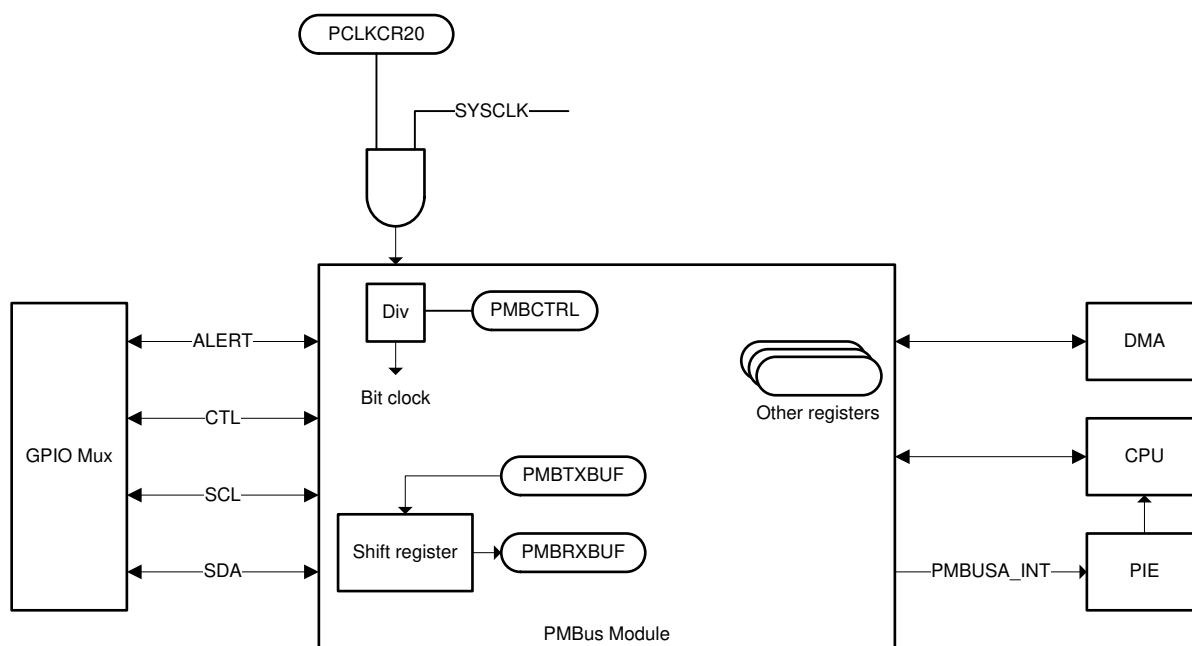 PCLKCR20
SYSCLK
Div
PMBCTRL
ALERT
DMA
Bit clock
Other registers
CTL
GPIO Mux
CPU
PMBTXBUF
SCL
Shift register
PMBRXBUF
SDA
PMBUSA_INT
PIE
PMBus Module